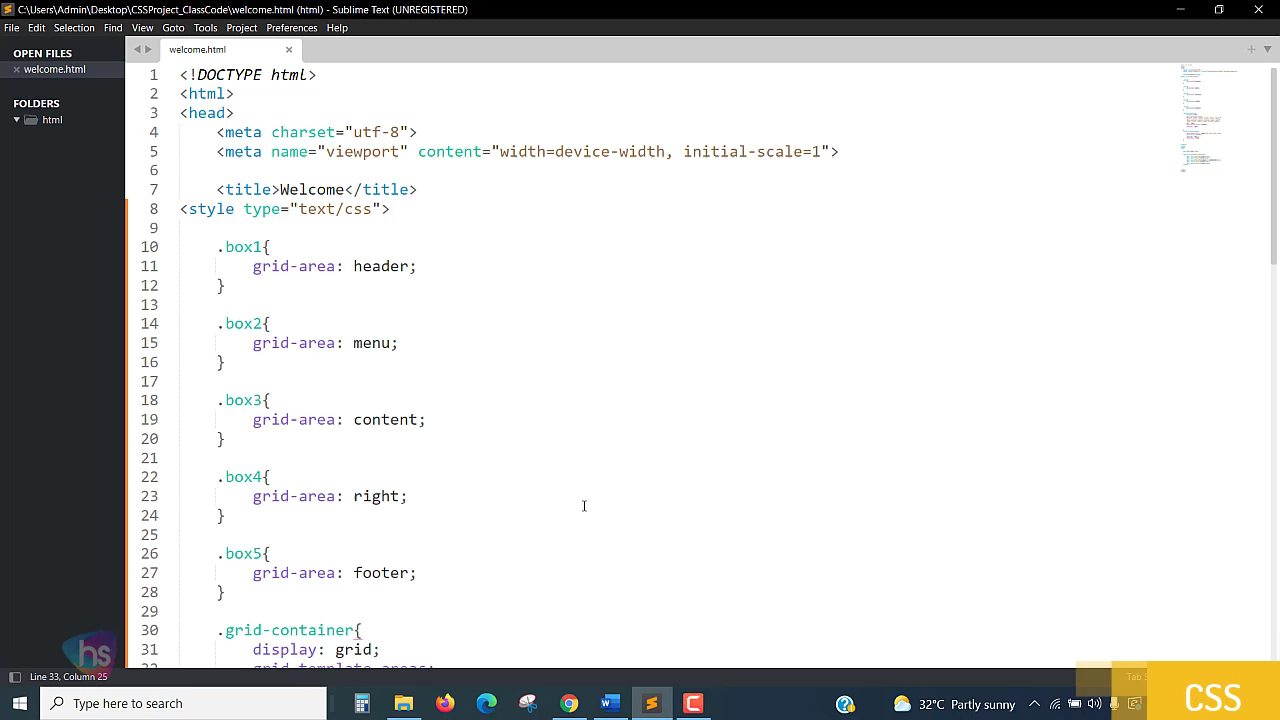 C:\Users\Admin\Desktop\CSSProject_ClassCode\welcome.html (html) - Sublime Text (UNREGISTERED)
File Edit Selection Find View Goto Tools Project Preferences Help
OPEN FILES
welcome.html
FOLDERS
html
welcome.html
1 <!DOCTYPE html>
2 <html>
3 <head>
4 <meta charset="utf-8">
5 <meta name="viewport" content="width=device-width, initial-scale=1">
6
7 <title>Welcome</title>
8 <style type="text/css">
9
10 .box1{
11 grid-area: header;
12 }
13
14 .box2{
15 grid-area: menu;
16 }
17
18 .box3{
19 grid-area: content;
20 }
21
22 .box4{
23 grid-area: right;
24 }
25
26 .box5{
27 grid-area: footer;
28 }
29
30 .grid-container{
31 display: grid;
32 grid-template-areas:
hs
Line 33, Column 25
Tab S
Type here to search
32°C Partly sunny
CSS